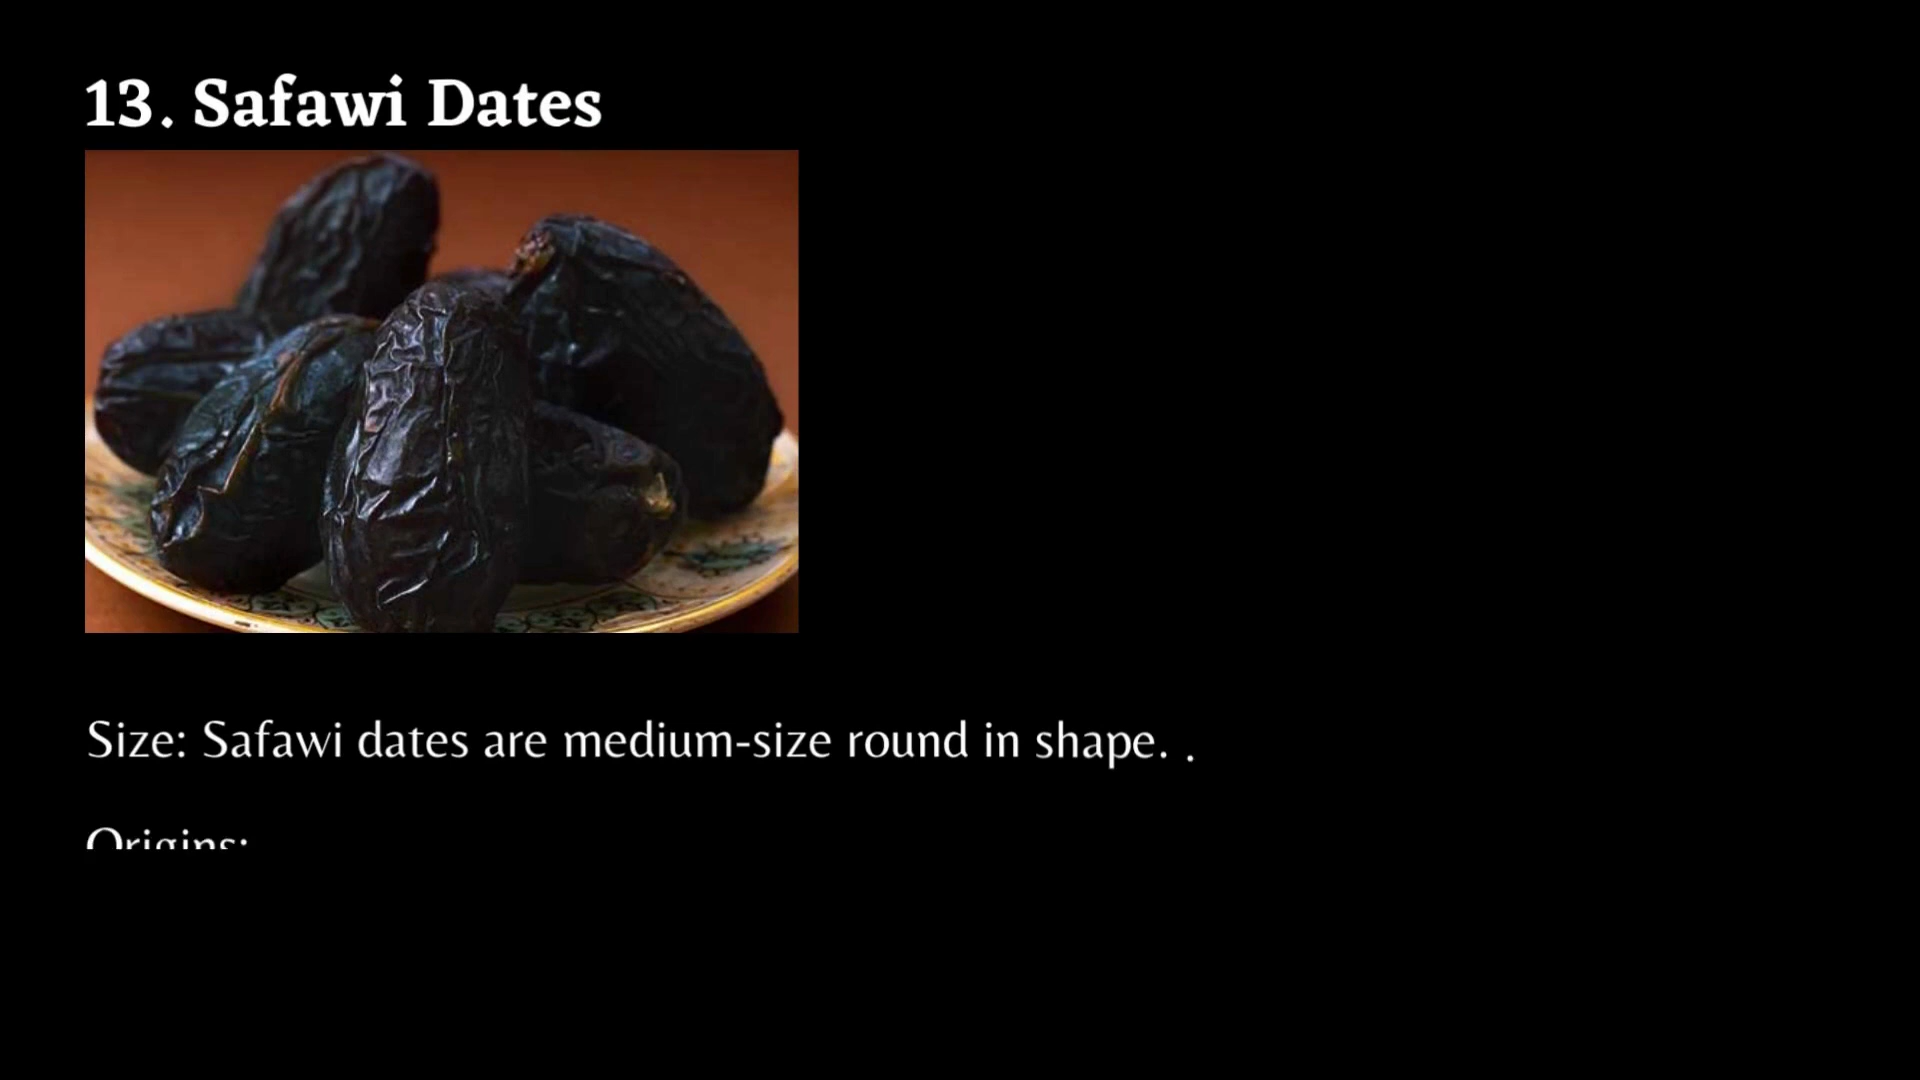 13. Safawi Dates
Size: Safawi dates are medium-size round in shape. .
Origins: